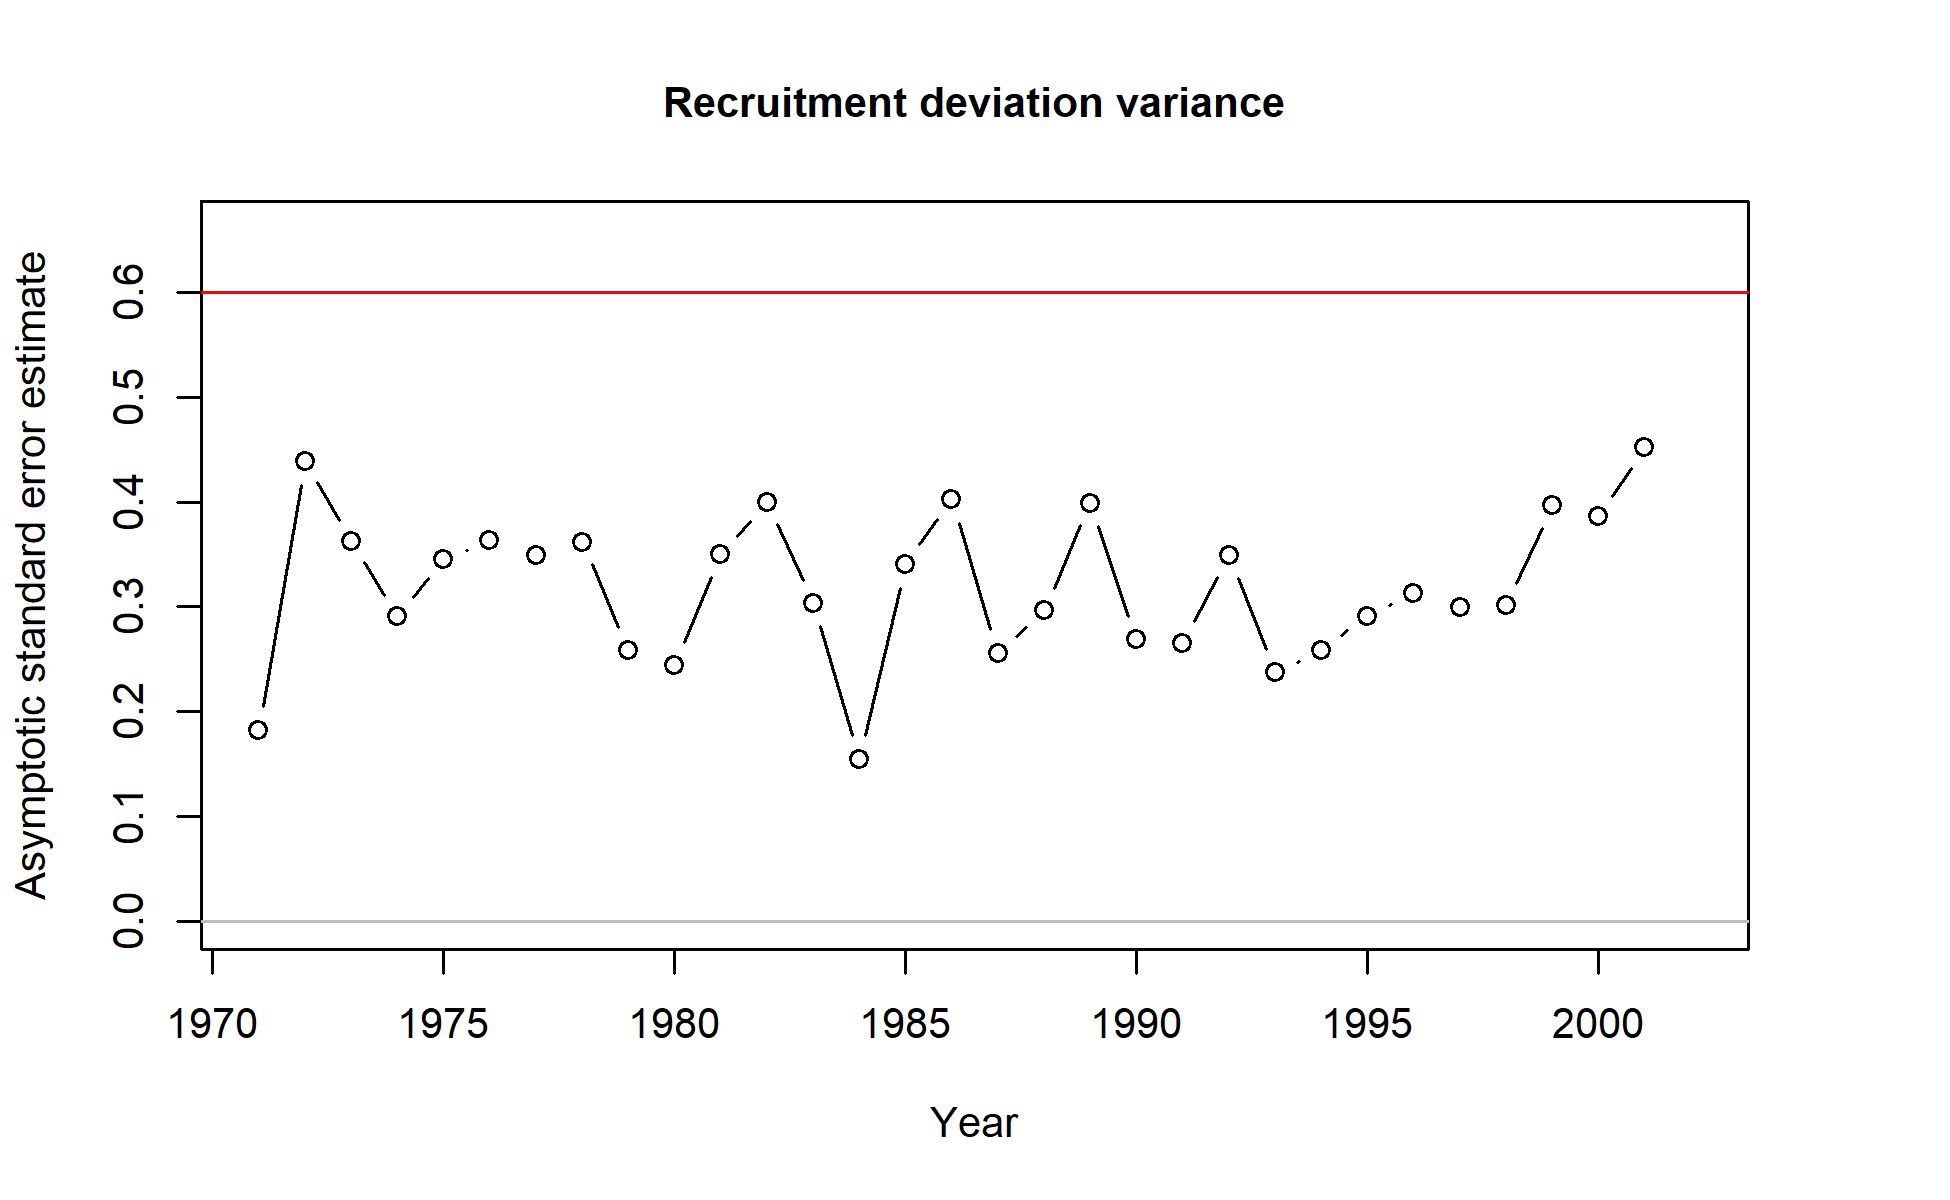 Recruitment deviation variance
Asymptotic standard error estimate
0.6
0.5
0.4
0.3
0.2
0.1
0.0
1970 1975 1980 1985 1990 1995 2000
Year